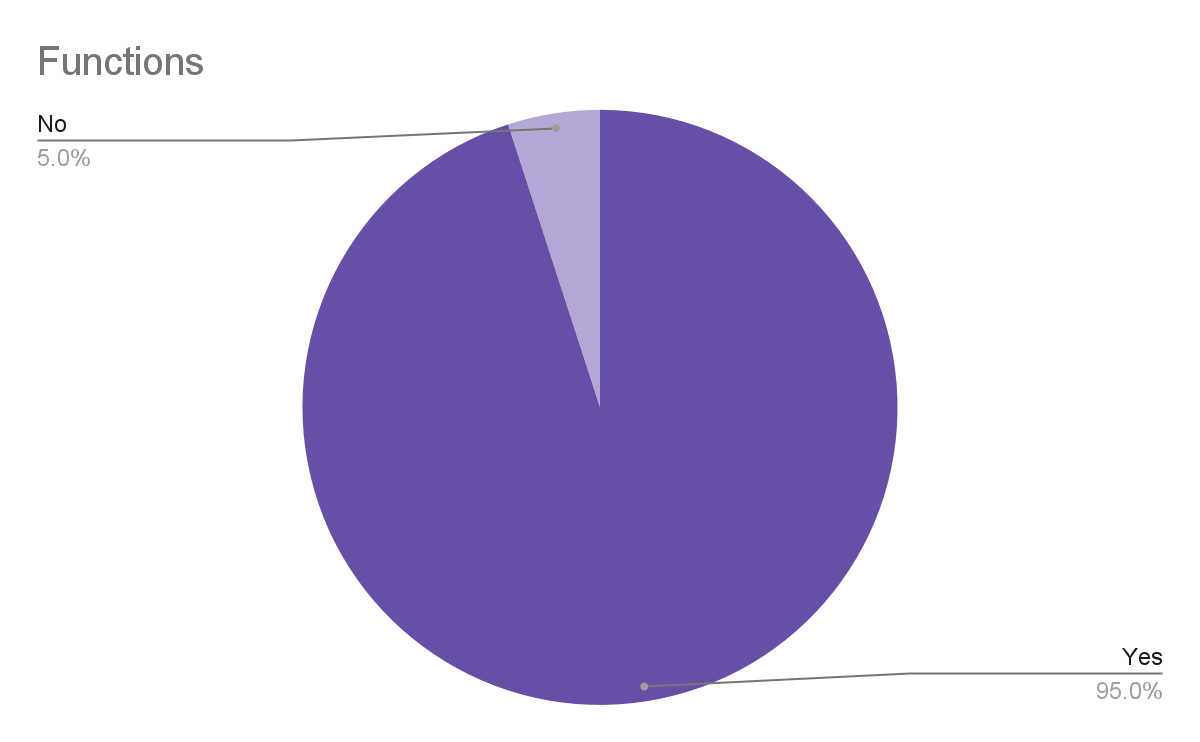 Functions
No
5.0%
Yes
95.0%